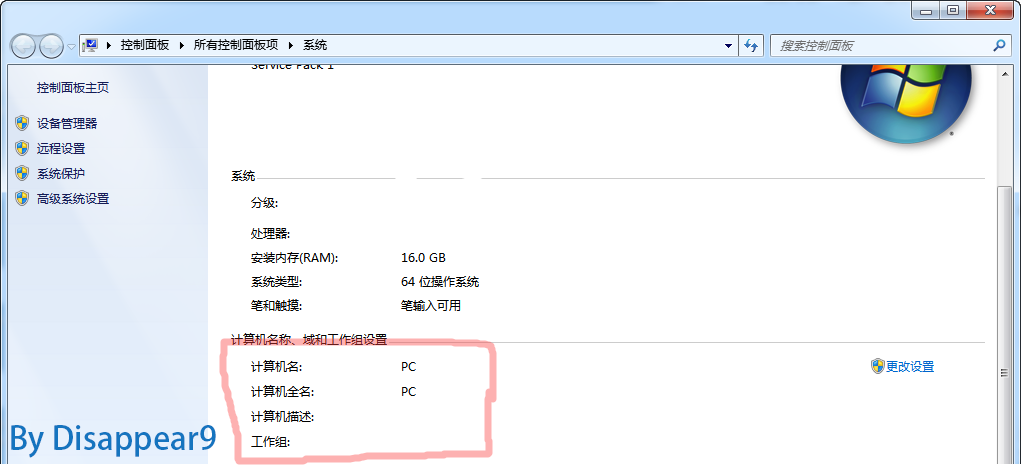 控制面板 所有控制面板项 系统 搜索控制面板
Service Pack 1
控制面板主页
设备管理器
远程设置
系统保护
高级系统设置
系统
分级:
处理器:
安装内存(RAM): 16.0 GB
系统类型: 64 位操作系统
笔和触摸: 笔输入可用
计算机名称、域和工作组设置
计算机名: PC 更改设置
计算机全名: PC
计算机描述:
工作组:
By Disappear9